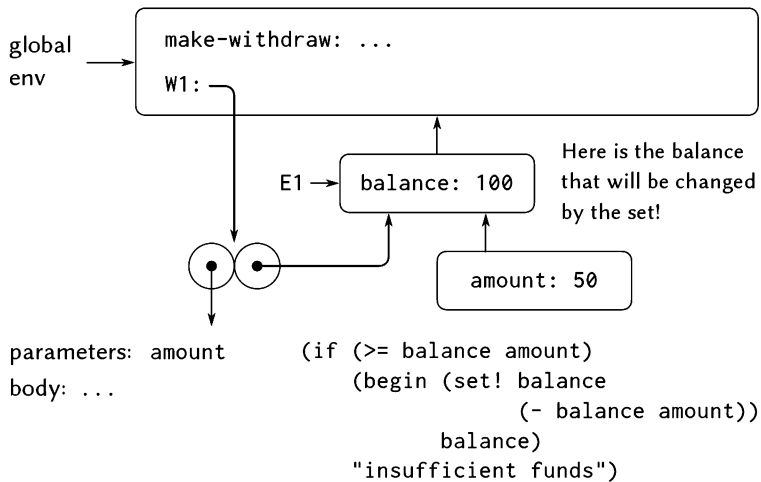 global
env
make-withdraw: ...
W1:
E1
balance: 100
Here is the balance
that will be changed
by the set!
amount: 50
parameters: amount
body: ...
(if (>= balance amount)
(begin (set! balance
(- balance amount))
balance)
"insufficient funds")